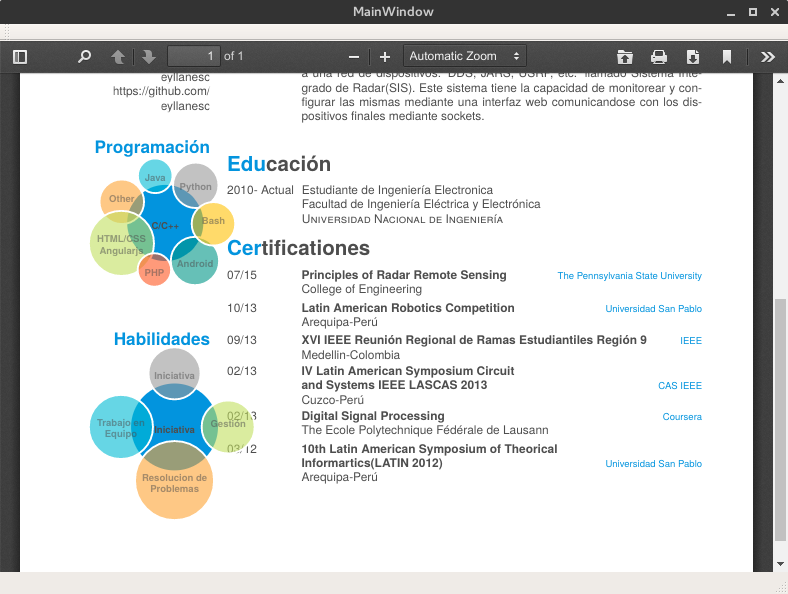 MainWindow
1 of 1
Automatic Zoom
eyllanesc
https://github.com/
eyllanesc
a una red de dispositivos: DDS, JARS, USRP, etc. llamado Sistema Inte-
grado de Radar(SIS). Este sistema tiene la capacidad de monitorear y con-
figurar las mismas mediante una interfaz web comunicandose con los dis-
positivos finales mediante sockets.
Programación
Java
Python
Other
C/C++
Bash
HTML/CSS
Angularjs
PHP
Android
Educación
2010- Actual Estudiante de Ingeniería Electronica
Facultad de Ingeniería Eléctrica y Electrónica
Universidad Nacional de Ingeniería
Certificationes
07/15 Principles of Radar Remote Sensing The Pennsylvania State University
College of Engineering
10/13 Latin American Robotics Competition Universidad San Pablo
Arequipa-Perú
09/13 XVI IEEE Reunión Regional de Ramas Estudiantiles Región 9 IEEE
Medellin-Colombia
02/13 IV Latin American Symposium Circuit
and Systems IEEE LASCAS 2013 CAS IEEE
Cuzco-Perú
02/13 Digital Signal Processing Coursera
The Ecole Polytechnique Fédérale de Lausann
03/12 10th Latin American Symposium of Theorical
Informartics(LATIN 2012) Universidad San Pablo
Arequipa-Perú
Habilidades
Iniciativa
Trabajo en
Equipo
Iniciativa
Gestión
Resolucion de
Problemas